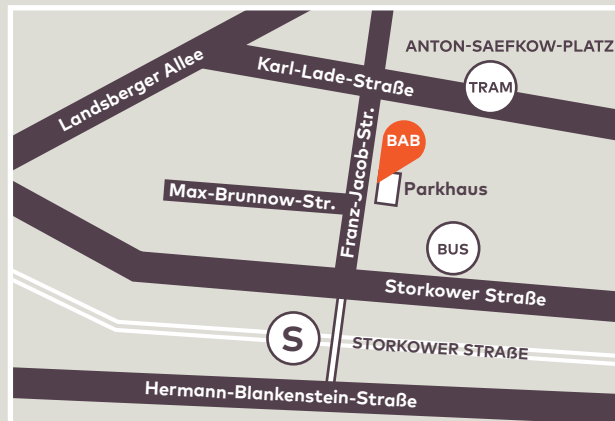 ANTON-SAEFKOW-PLATZ
Landsberger Allee
Karl-Lade-Straße
TRAM
BAB
Franz-Jacob-Str.
Max-Brunnow-Str.
Parkhaus
BUS
Storkower Straße
S
STORKOWER STRAßE
Hermann-Blankenstein-Straße